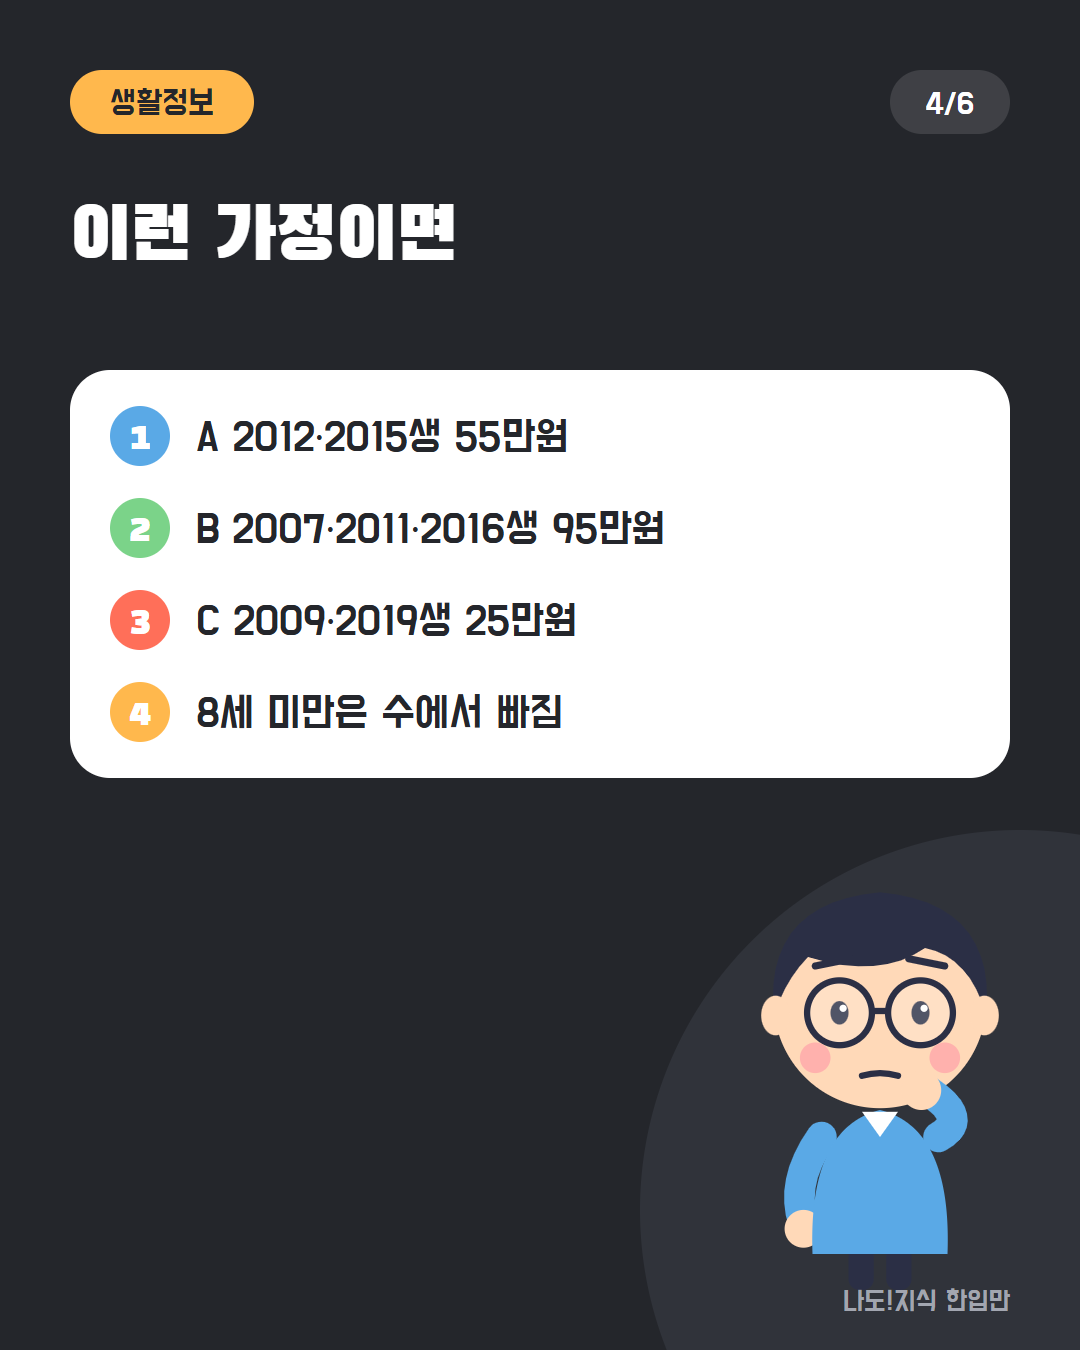 생활정보
4/6
이런 가정이면
1 A 2012·2015생 55만원
2 B 2007·2011·2016생 95만원
3 C 2009·2019생 25만원
4 8세 미만은 수에서 빠짐
나도!지식 한입만